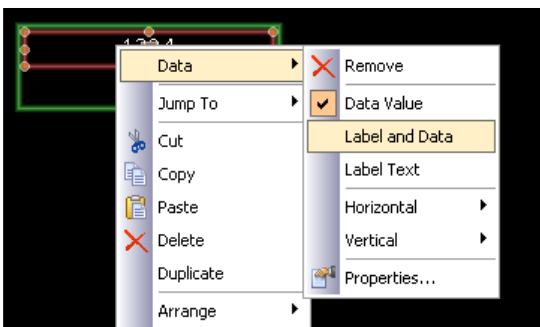 Data
Jump To
Cut
Copy
Paste
Delete
Duplicate
Arrange
Remove
Data Value
Label and Data
Label Text
Horizontal
Vertical
Properties...